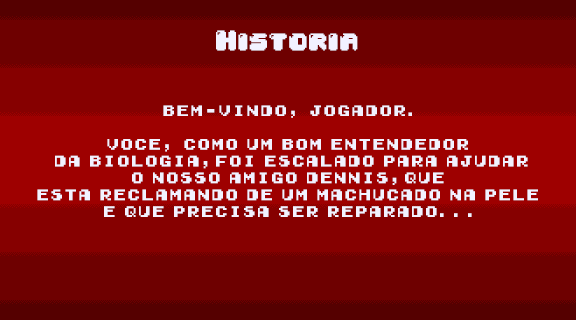 HISTORIA
BEM-VINDO, JOGADOR.
VOCE, COMO UM BOM ENTENDEDOR
DA BIOLOGIA, FOI ESCALADO PARA AJUDAR
O NOSSO AMIGO DENNIS, QUE
ESTA RECLAMANDO DE UM MACHUCADO NA PELE
E QUE PRECISA SER REPARADO...